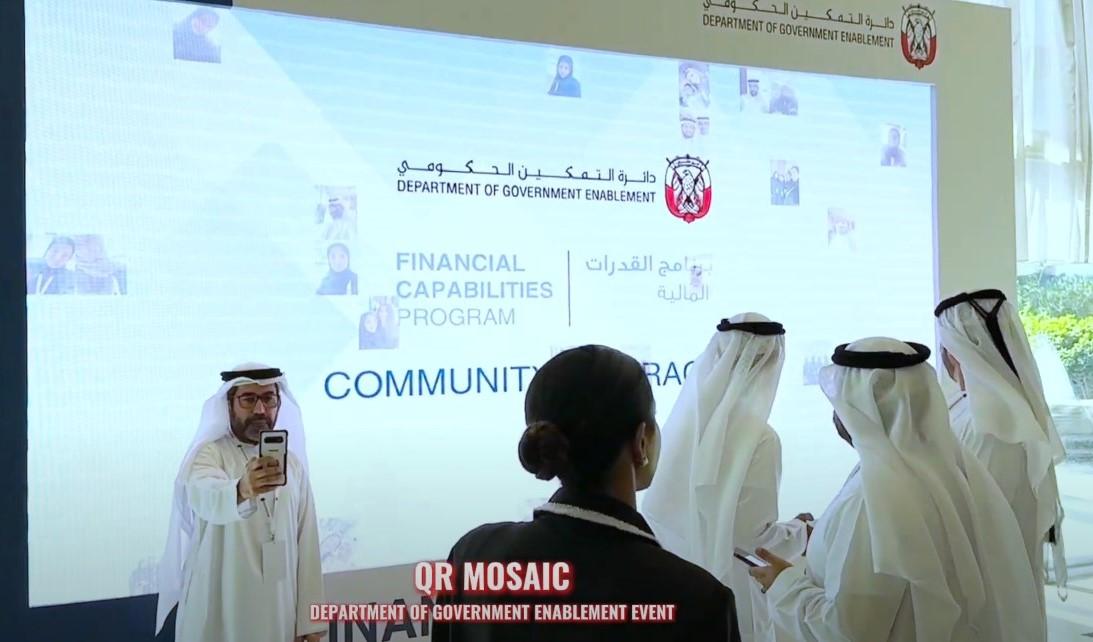 دائرة التمكين الحكومي
DEPARTMENT OF GOVERNMENT ENABLEMENT
دائرة التمكين الحكومي
DEPARTMENT OF GOVERNMENT ENABLEMENT
FINANCIAL
CAPABILITIES
PROGRAM
برنامج القدرات
المالية
COMMUNITY
QR MOSAIC
DEPARTMENT OF GOVERNMENT ENABLEMENT EVENT